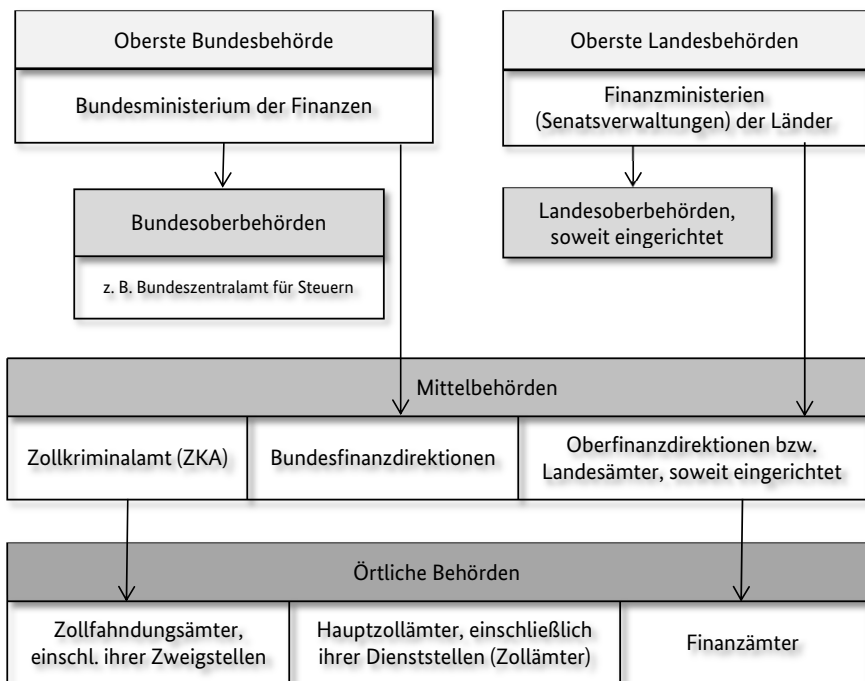 Oberste Bundesbehörde
Bundesministerium der Finanzen
Oberste Landesbehörden
Finanzministerien
(Senatsverwaltungen) der Länder
Bundesoberbehörden
z. B. Bundeszentralamt für Steuern
Landesoberbehörden,
soweit eingerichtet
Mittelbehörden
Zollkriminalamt (ZKA)
Bundesfinanzdirektionen
Oberfinanzdirektionen bzw.
Landesämter, soweit eingerichtet
Örtliche Behörden
Zollfahndungsämter,
einschl. ihrer Zweigstellen
Hauptzollämter, einschließlich
ihrer Dienststellen (Zollämter)
Finanzämter